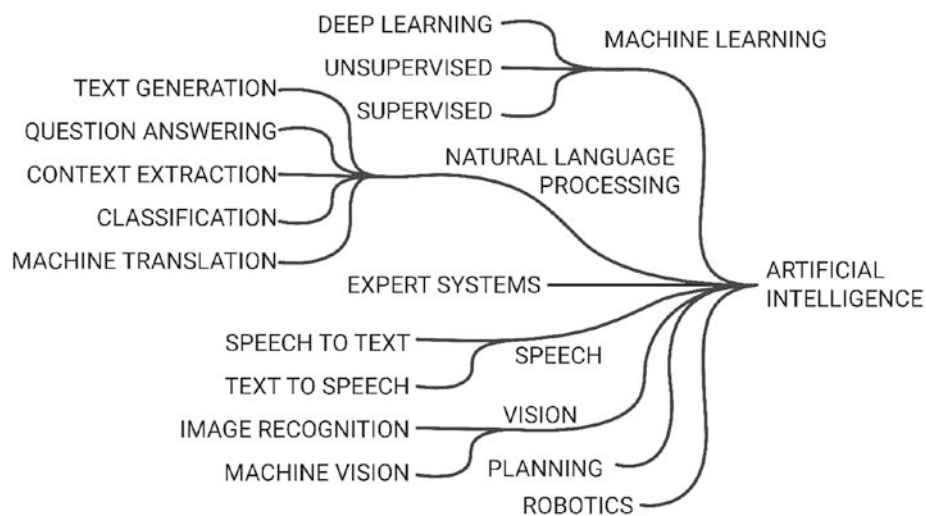 DEEP LEARNING
MACHINE LEARNING
UNSUPERVISED
SUPERVISED
TEXT GENERATION
QUESTION ANSWERING
NATURAL LANGUAGE
PROCESSING
CONTEXT EXTRACTION
CLASSIFICATION
MACHINE TRANSLATION
EXPERT SYSTEMS
ARTIFICIAL
INTELLIGENCE
SPEECH TO TEXT
SPEECH
TEXT TO SPEECH
VISION
IMAGE RECOGNITION
MACHINE VISION
PLANNING
ROBOTICS